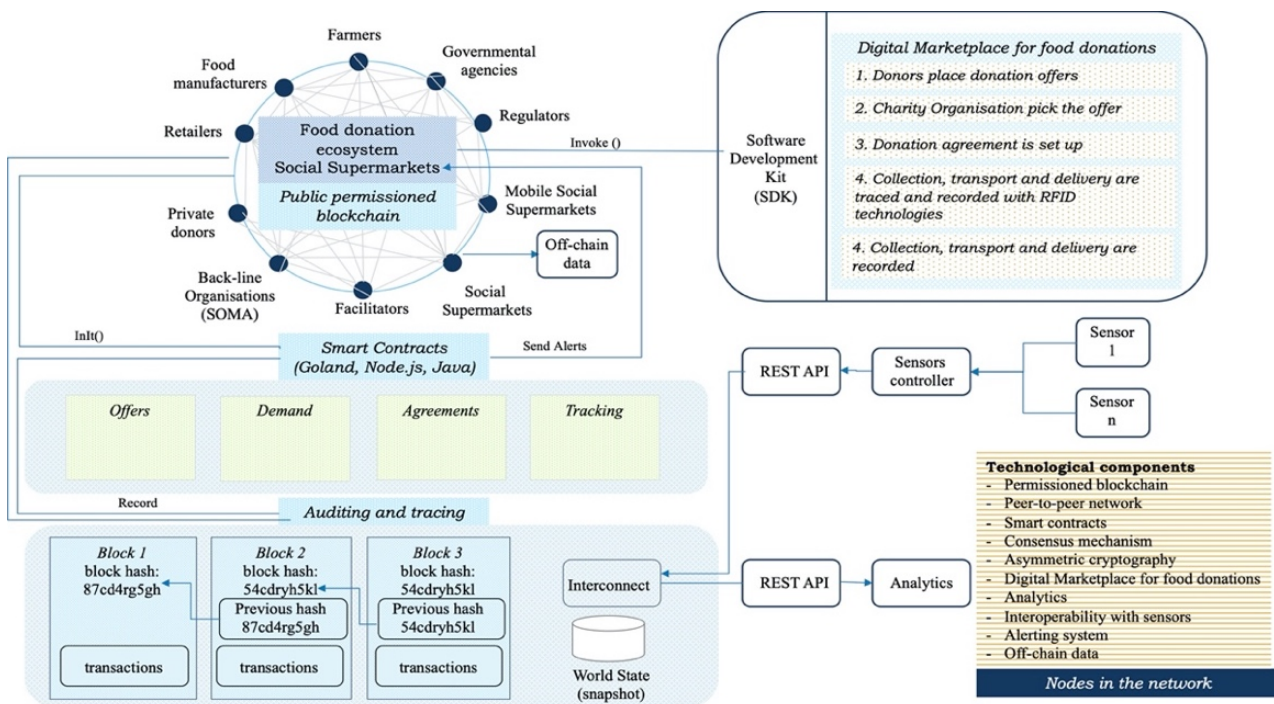 Farmers
Governmental
agencies
Food
manufacturers
Regulators
Retailers
Food donation
ecosystem
Social Supermarkets
Public permissioned
blockchain
Mobile Social
Supermarkets
Private
donors
Off-chain
data
Back-line
Organisations
(SOMA)
Facilitators
Social
Supermarkets
Invoke ()
Software
Development
Kit
(SDK)
Digital Marketplace for food donations
1. Donors place donation offers
2. Charity Organisation pick the offer
3. Donation agreement is set up
4. Collection, transport and delivery are
traced and recorded with RFID
technologies
4. Collection, transport and delivery are
recorded
InIt()
Smart Contracts
(Goland, Node.js, Java)
Send Alerts
Offers
Demand
Agreements
Tracking
REST API
Sensors
controller
Sensor
1
Sensor
n
Record
Auditing and tracing
Block 1
block hash:
87cd4rg5gh
transactions
Block 2
block hash:
54cdryh5kl
Previous hash
87cd4rg5gh
transactions
Block 3
block hash:
54cdryh5kl
Previous hash
54cdryh5kl
transactions
Interconnect
World State
(snapshot)
REST API
Analytics
Technological components
- Permissioned blockchain
- Peer-to-peer network
- Smart contracts
- Consensus mechanism
- Asymmetric cryptography
- Digital Marketplace for food donations
- Analytics
- Interoperability with sensors
- Alerting system
- Off-chain data
Nodes in the network